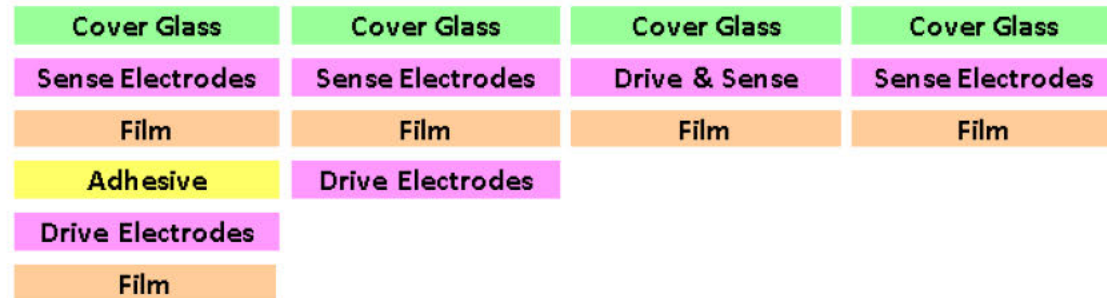 Cover Glass Cover Glass Cover Glass Cover Glass
Sense Electrodes Sense Electrodes Drive & Sense Sense Electrodes
Film Film Film Film
Adhesive Drive Electrodes
Drive Electrodes
Film